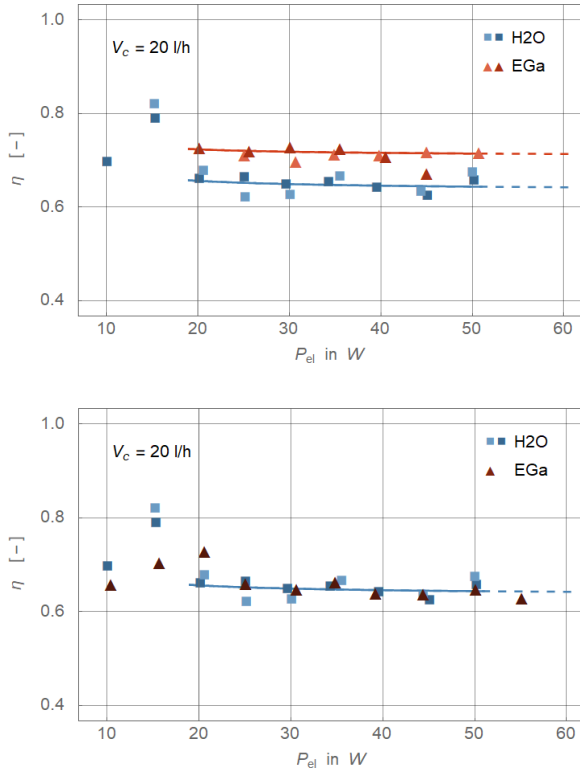 1.0
V_c = 20 l/h
H2O
EGa
0.8
η [−]
0.6
0.4
10 20 30 40 50 60
P_el in W
1.0
V_c = 20 l/h
H2O
EGa
0.8
η [−]
0.6
0.4
10 20 30 40 50 60
P_el in W